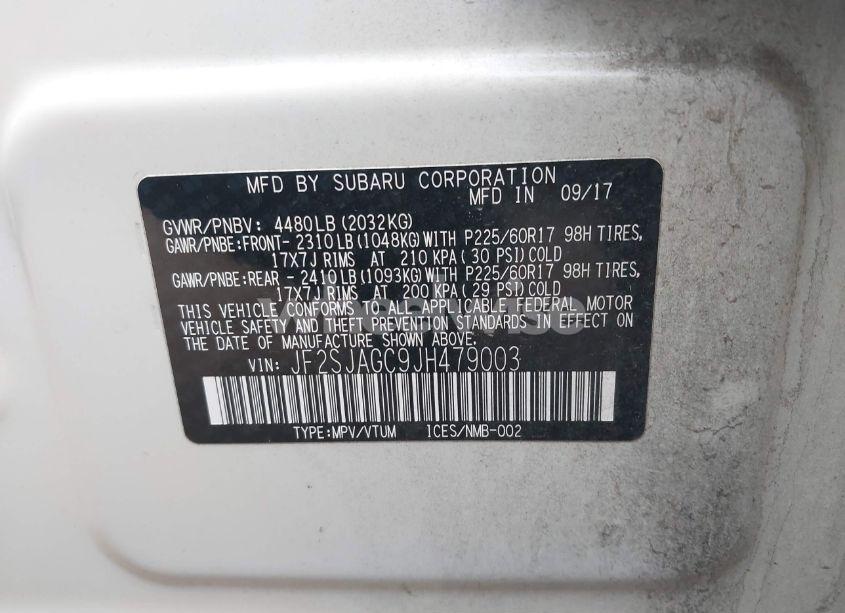 MFD BY SUBARU CORPORATION
MFD IN 09/17
GVWR/PNBV: 4480LB(2032KG)
GAWR/PNBE:FRONT- 2310LB(1048KG)WITH P225/60R17 98H TIRES,
17X7J RIMS AT 210 KPA( 30 PSI)COLD
GAWR/PNBE:REAR - 2410LB(1093KG)WITH P225/60R17 98H TIRES,
17X7J RIMS AT 200 KPA( 29 PSI)COLD
THIS VEHICLE CONFORMS TO ALL APPLICABLE FEDERAL MOTOR
VEHICLE SAFETY AND THEFT PREVENTION STANDARDS IN EFFECT ON
THE DATE OF MANUFACTURE SHOWN ABOVE.
VIN: JF2SJAGC9JH479003
TYPE:MPV/VTUM ICES/NMB-002